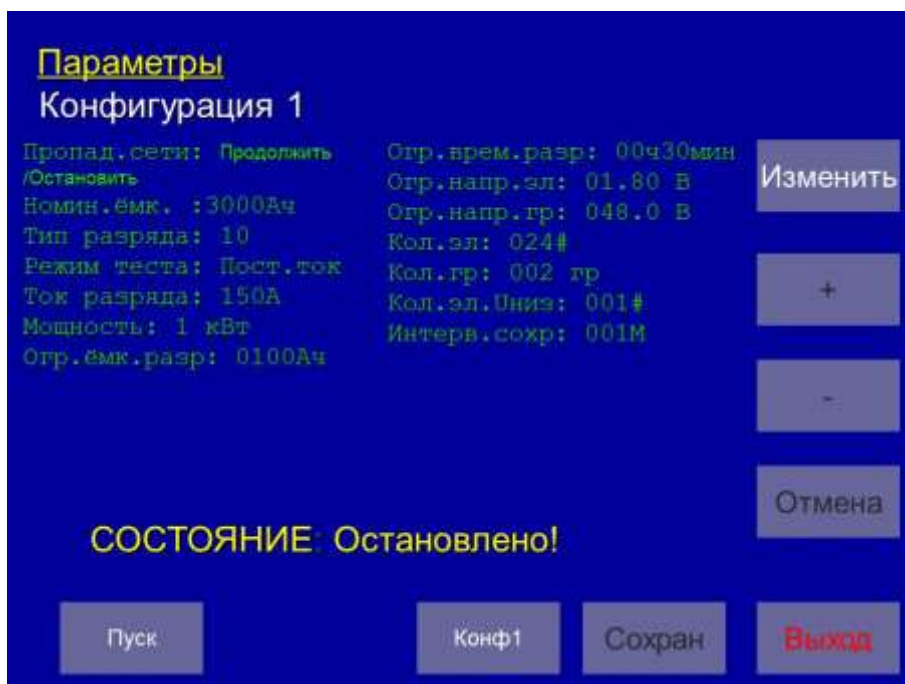 Параметры
Конфигурация 1
Пропад.сети: Продолжить
/Остановить
Номин.ёмк. :3000Ач
Тип разряда: 10
Режим теста: Пост.ток
Ток разряда: 150А
Мощность: 1 кВт
Огр.ёмк.разр: 0100Ач
Огр.врем.разр: 00ч30мин
Огр.напр.эл: 01.80 В
Огр.напр.гр: 048.0 В
Кол.эл: 024#
Кол.гр: 002 гр
Кол.эл.Uниз: 001#
Интерв.сохр: 001М
Изменить
+
-
Отмена
СОСТОЯНИЕ: Остановлено!
Пуск
Конф1
Сохран
Выход